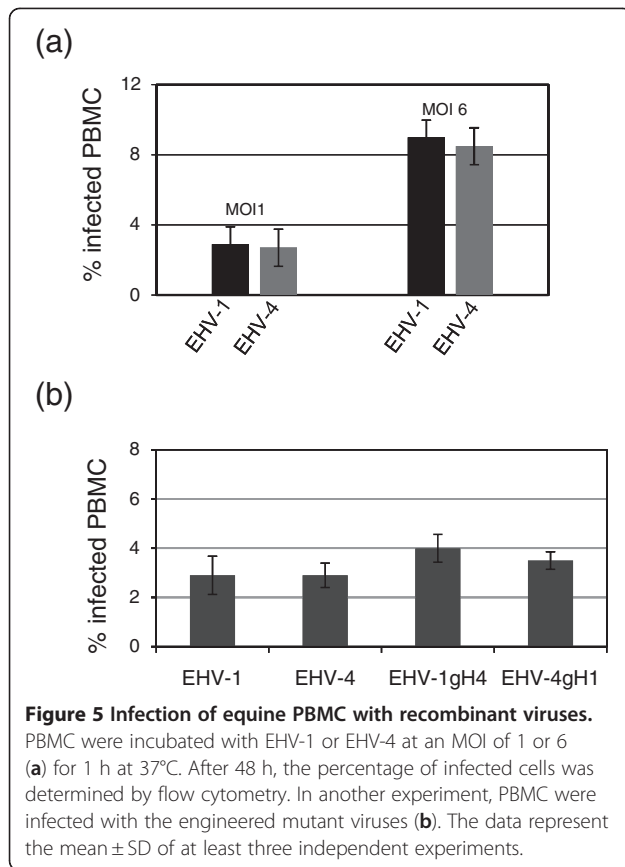 (a)
% infected PBMC
12
8
4
0
MOI1
MOI 6
EHV-1
EHV-4
EHV-1
EHV-4
(b)
% infected PBMC
8
6
4
2
0
EHV-1
EHV-4
EHV-1gH4
EHV-4gH1
Figure 5 Infection of equine PBMC with recombinant viruses.
PBMC were incubated with EHV-1 or EHV-4 at an MOI of 1 or 6
(a) for 1 h at 37°C. After 48 h, the percentage of infected cells was
determined by flow cytometry. In another experiment, PBMC were
infected with the engineered mutant viruses (b). The data represent
the mean ± SD of at least three independent experiments.